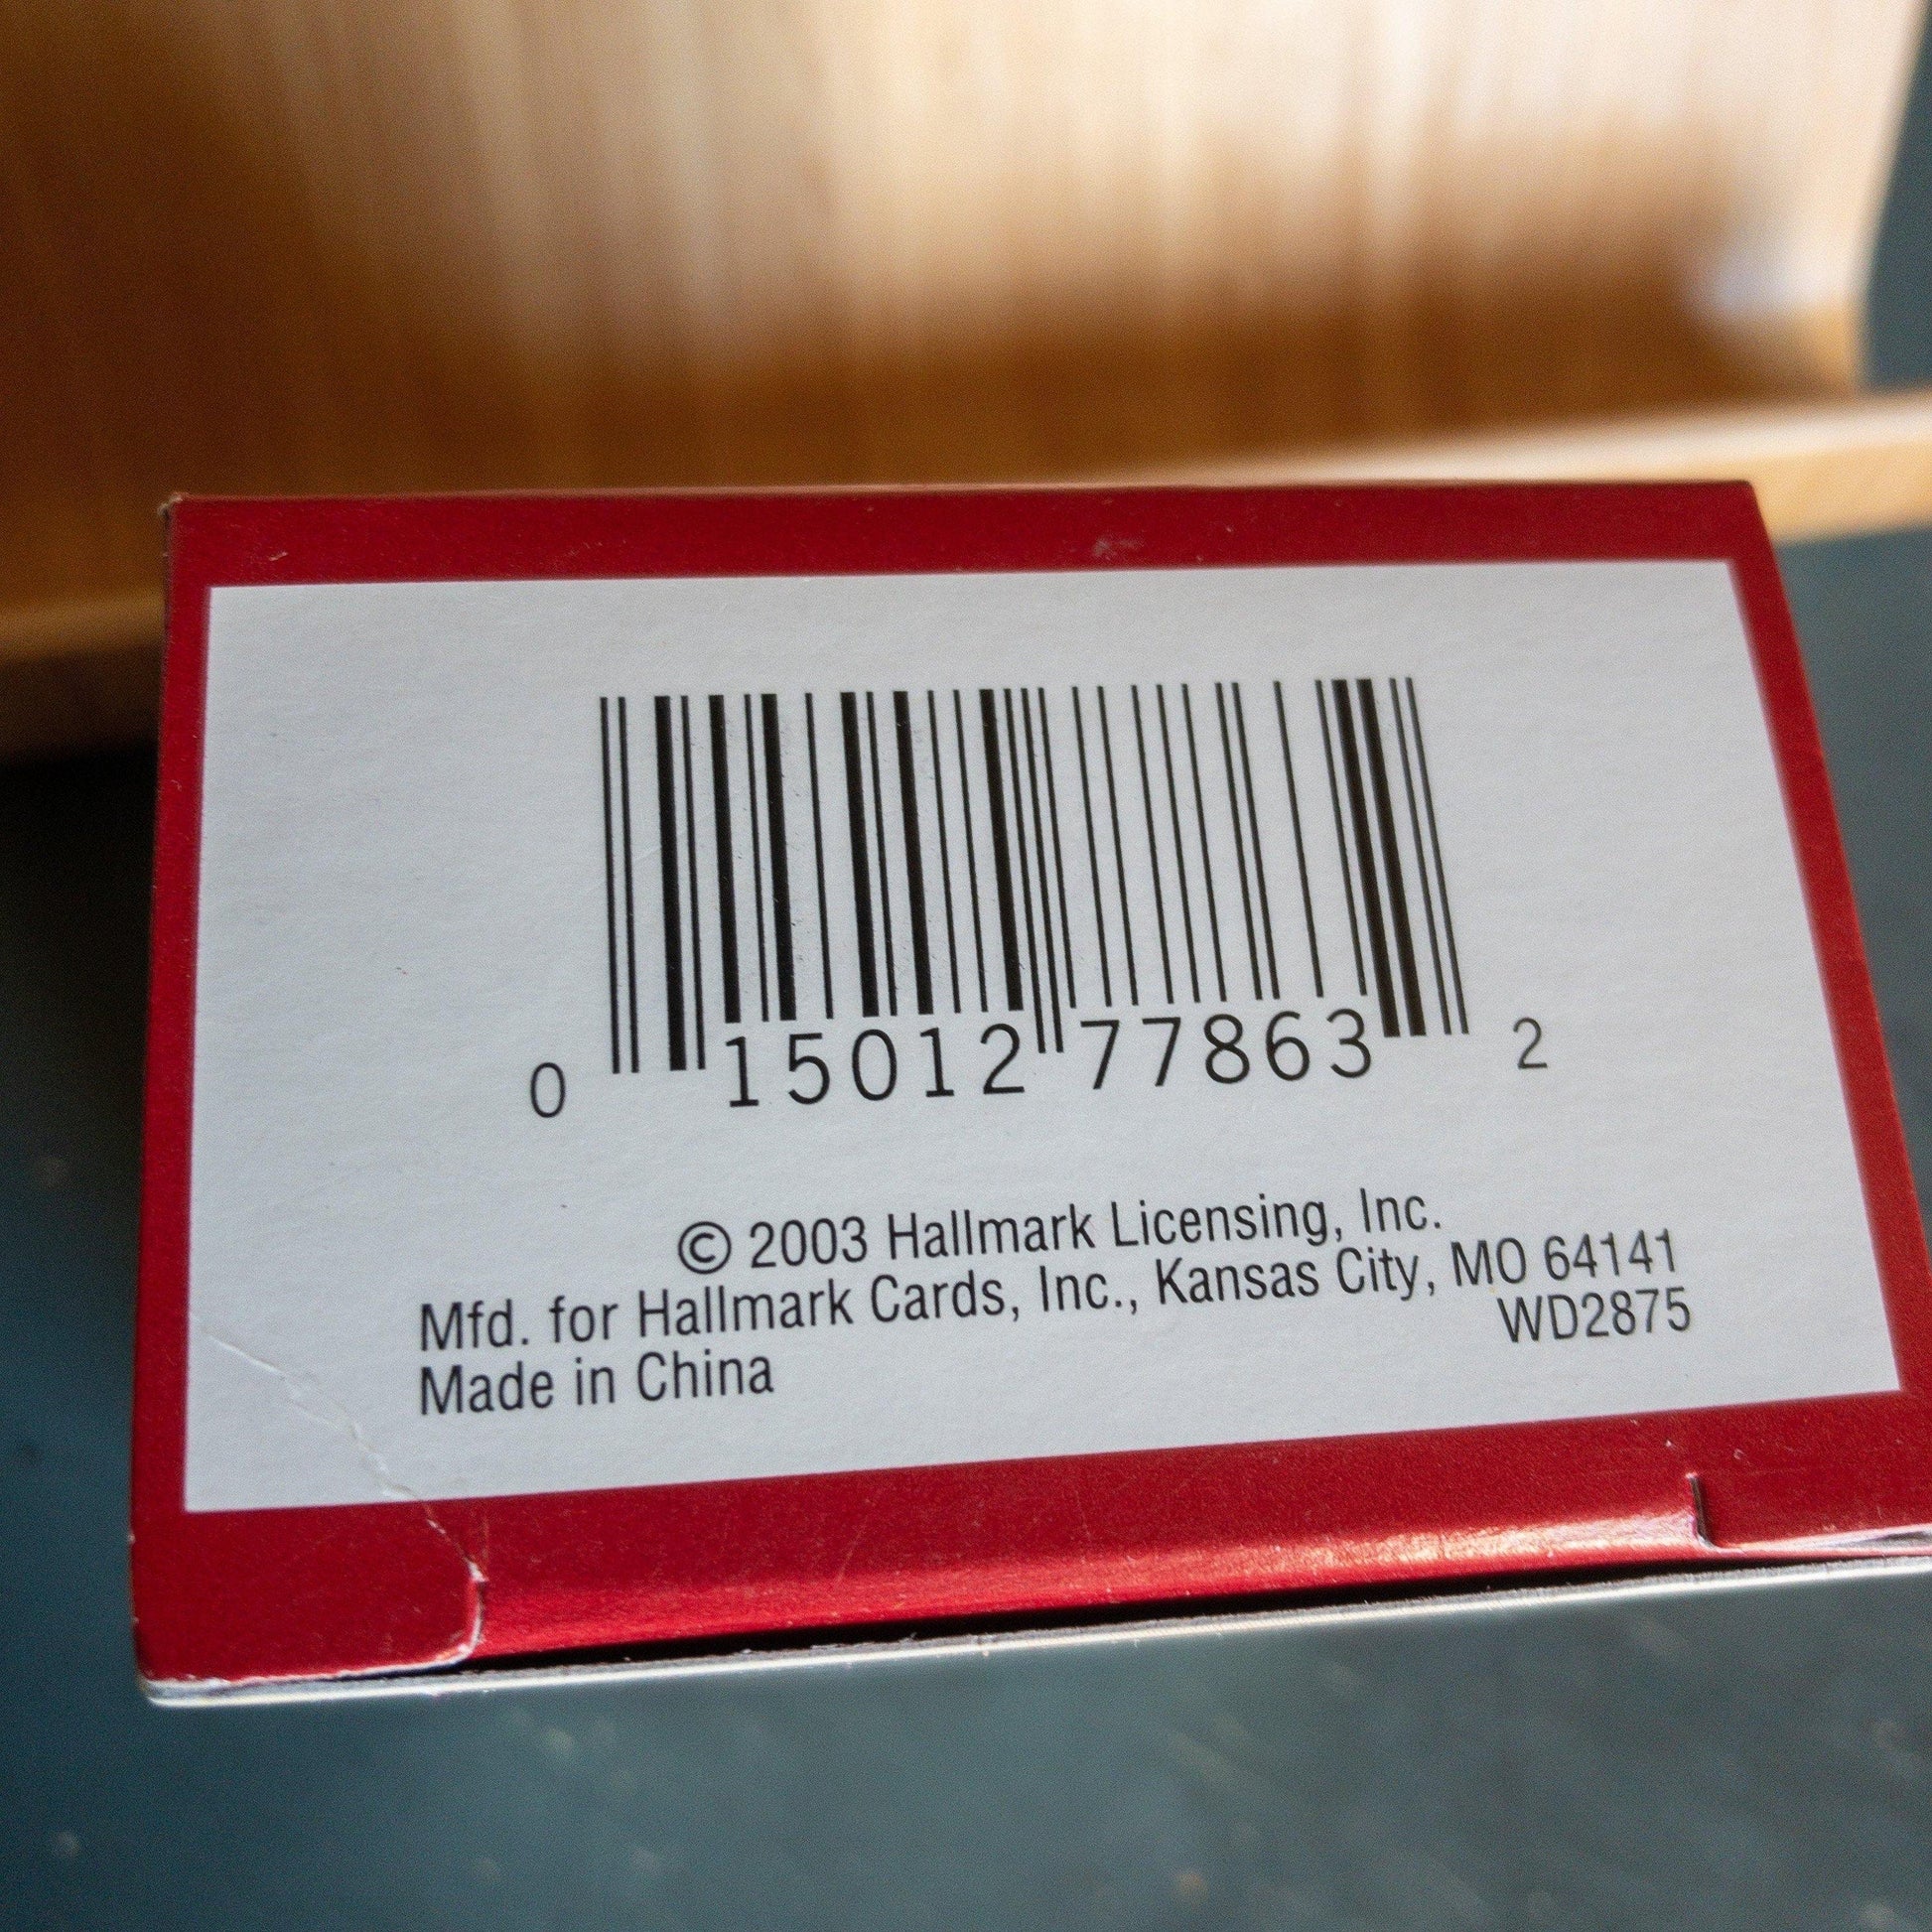 0 15012 77863 2
© 2003 Hallmark Licensing, Inc.
Mfd. for Hallmark Cards, Inc., Kansas City, MO 64141
WD2875
Made in China